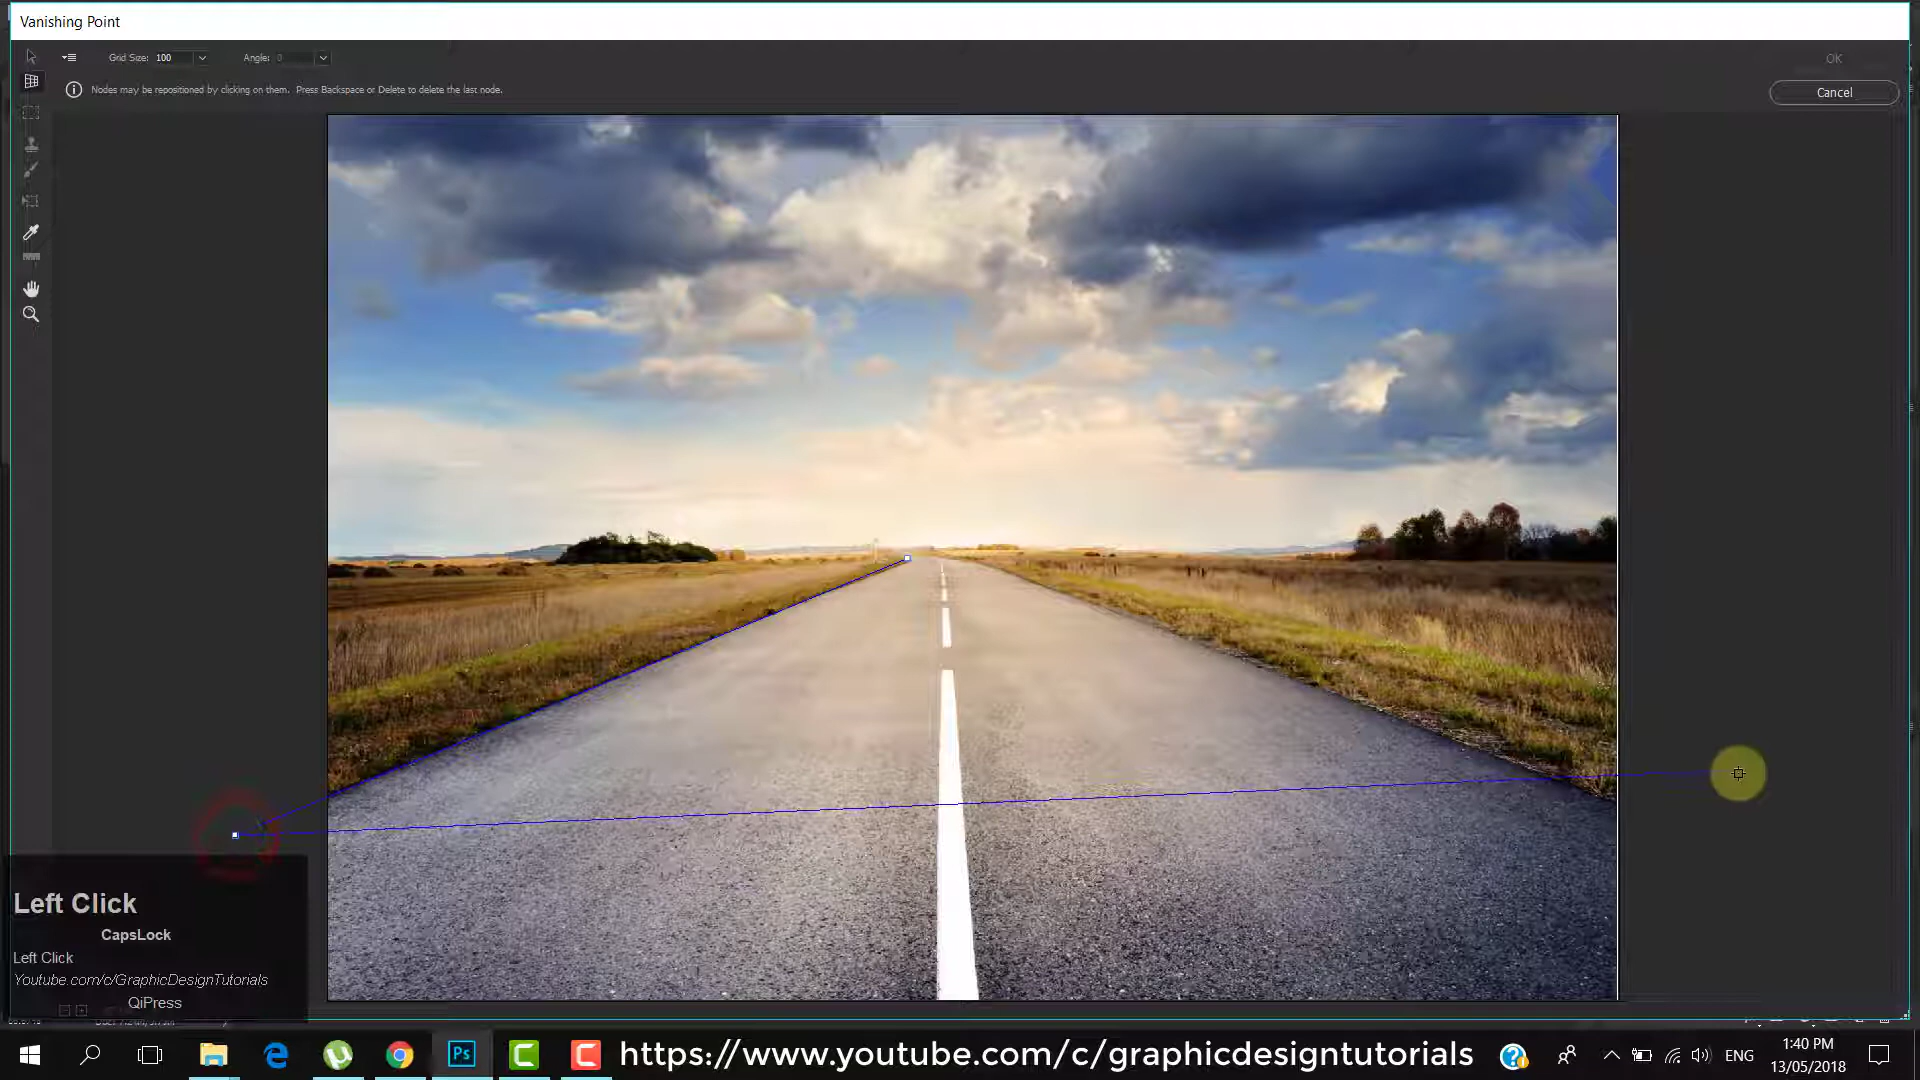 Vanishing Point
Grid Size: 100
Angle: 0
OK
Nodes may be repositioned by clicking on them. Press Backspace or Delete to delete the last node.
Cancel
Left Click
CapsLock
Left Click
Youtube.com/c/GraphicDesignTutorials
QiPress
Ps
https://www.youtube.com/c/graphicdesigntutorials
ENG
1:40 PM
13/05/2018